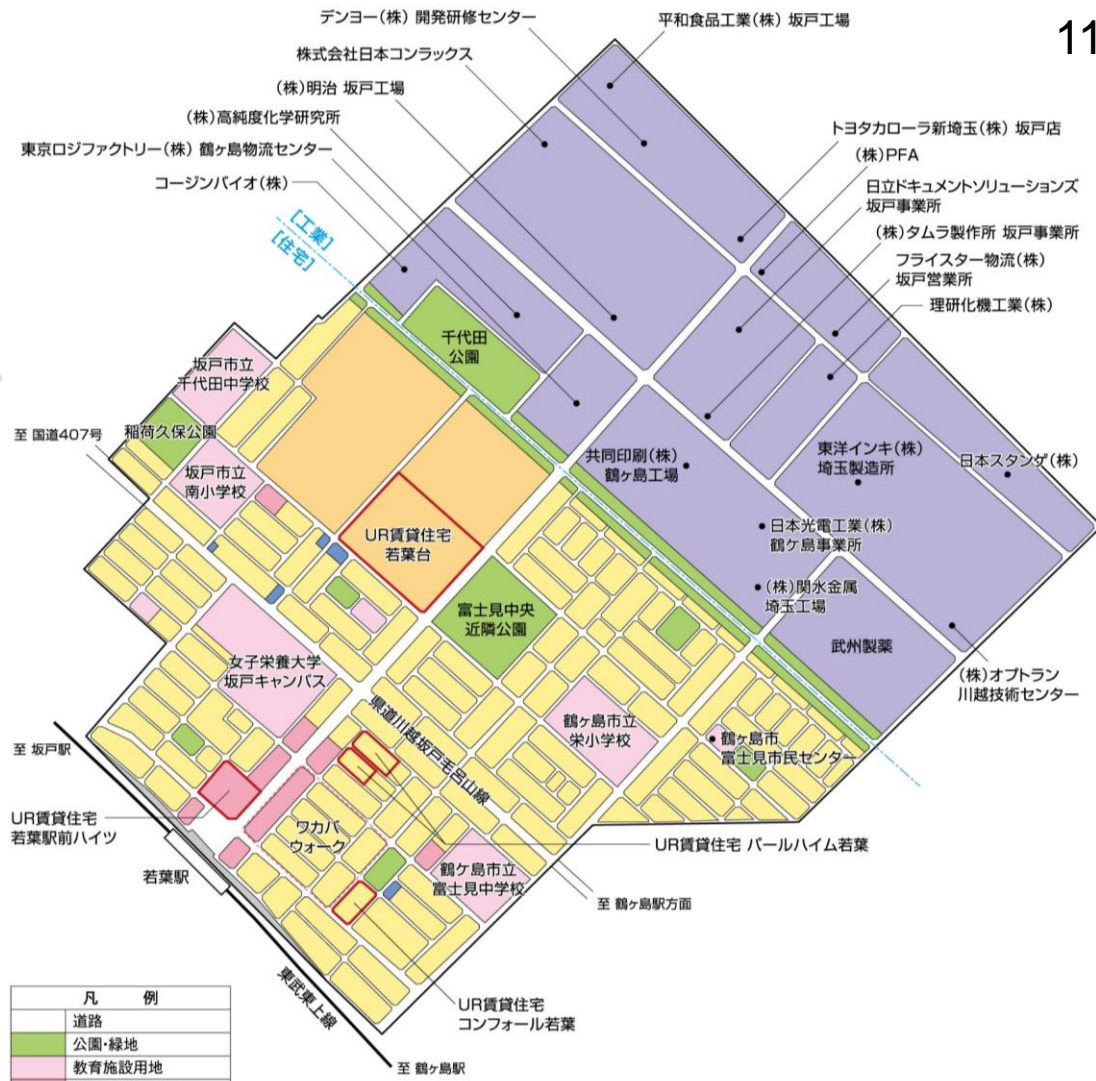 11
デンヨー(株) 開発研修センター
平和食品工業(株) 坂戸工場
株式会社日本コンラックス
(株)明治 坂戸工場
(株)高純度化学研究所
東京ロジファクトリー(株) 鶴ヶ島物流センター
コージンバイオ(株)
トヨタカローラ新埼玉(株) 坂戸店
(株)PFA
日立ドキュメントソリューションズ
坂戸事業所
(株)タムラ製作所 坂戸事業所
フライスター物流(株)
坂戸営業所
理研化機工業(株)
[工業]
[住宅]
千代田
公園
坂戸市立
千代田中学校
稲荷久保公園
至 国道407号
坂戸市立
南小学校
共同印刷(株)
鶴ヶ島工場
東洋インキ(株)
埼玉製造所
日本スタンゲ(株)
UR賃貸住宅
若葉台
日本光電工業(株)
鶴ケ島事業所
(株)関水金属
埼玉工場
富士見中央
近隣公園
武州製薬
女子栄養大学
坂戸キャンパス
(株)オプトラン
川越技術センター
県道川越坂戸毛呂山線
鶴ヶ島市立
栄小学校
鶴ヶ島市
富士見市民センター
至 坂戸駅
UR賃貸住宅
若葉駅前ハイツ
ワカバ
ウォーク
UR賃貸住宅 パールハイム若葉
若葉駅
鶴ケ島市立
富士見中学校
至 鶴ヶ島駅方面
東武東上線
UR賃貸住宅
コンフォール若葉
至 鶴ヶ島駅
凡 例
道路
公園・緑地
教育施設用地